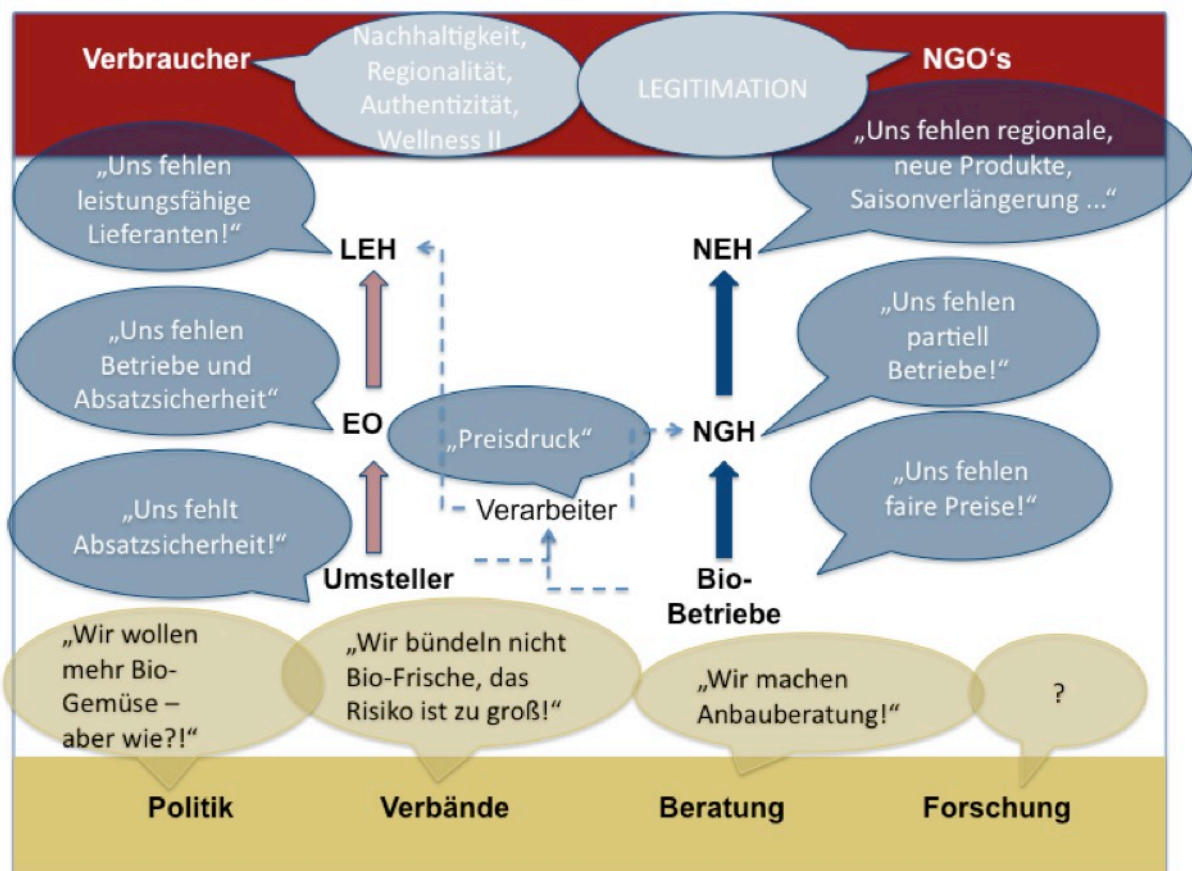 Verbraucher
Nachhaltigkeit,
Regionalität,
Authentizität,
Wellness II
LEGITIMATION
NGO‘s
„Uns fehlen
leistungsfähige
Lieferanten!“
„Uns fehlen regionale,
neue Produkte,
Saisonverlängerung ...“
LEH
NEH
„Uns fehlen
Betriebe und
Absatzsicherheit“
„Uns fehlen
partiell
Betriebe!“
EO
„Preisdruck“
NGH
„Uns fehlt
Absatzsicherheit!“
Verarbeiter
„Uns fehlen
faire Preise!“
Umsteller
Bio-
Betriebe
„Wir wollen
mehr Bio-
Gemüse –
aber wie?!“
„Wir bündeln nicht
Bio-Frische, das
Risiko ist zu groß!“
„Wir machen
Anbauberatung!“
?
Politik
Verbände
Beratung
Forschung